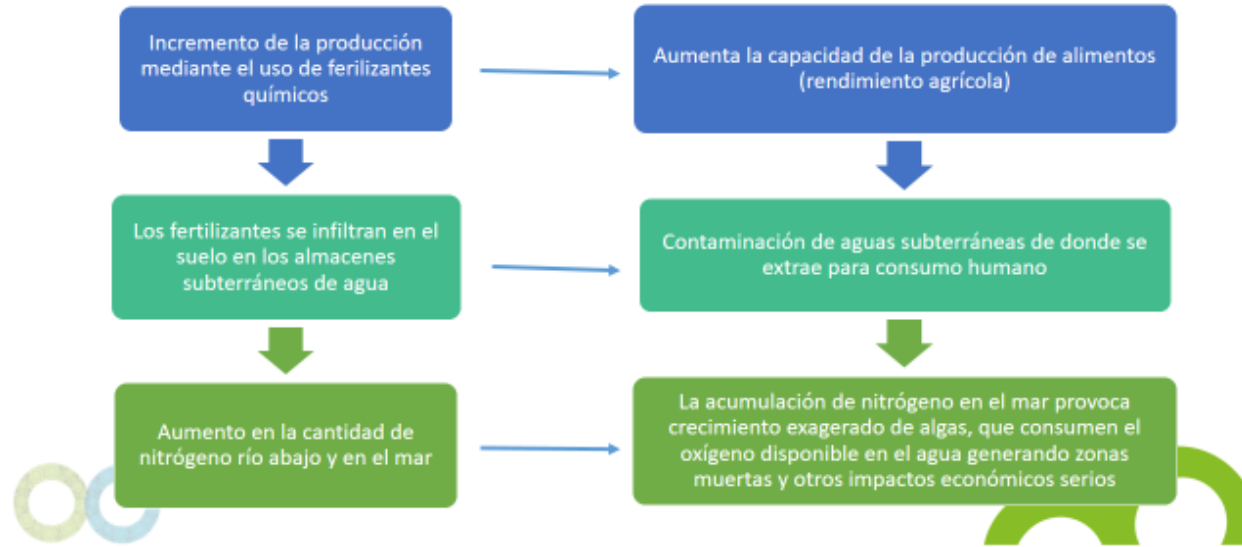 Incremento de la producción
mediante el uso de ferilizantes
químicos
Aumenta la capacidad de la producción de alimentos
(rendimiento agrícola)
Los fertilizantes se infiltran en el
suelo en los almacenes
subterráneos de agua
Contaminación de aguas subterráneas de donde se
extrae para consumo humano
Aumento en la cantidad de
nitrógeno río abajo y en el mar
La acumulación de nitrógeno en el mar provoca
crecimiento exagerado de algas, que consumen el
oxígeno disponible en el agua generando zonas
muertas y otros impactos económicos serios